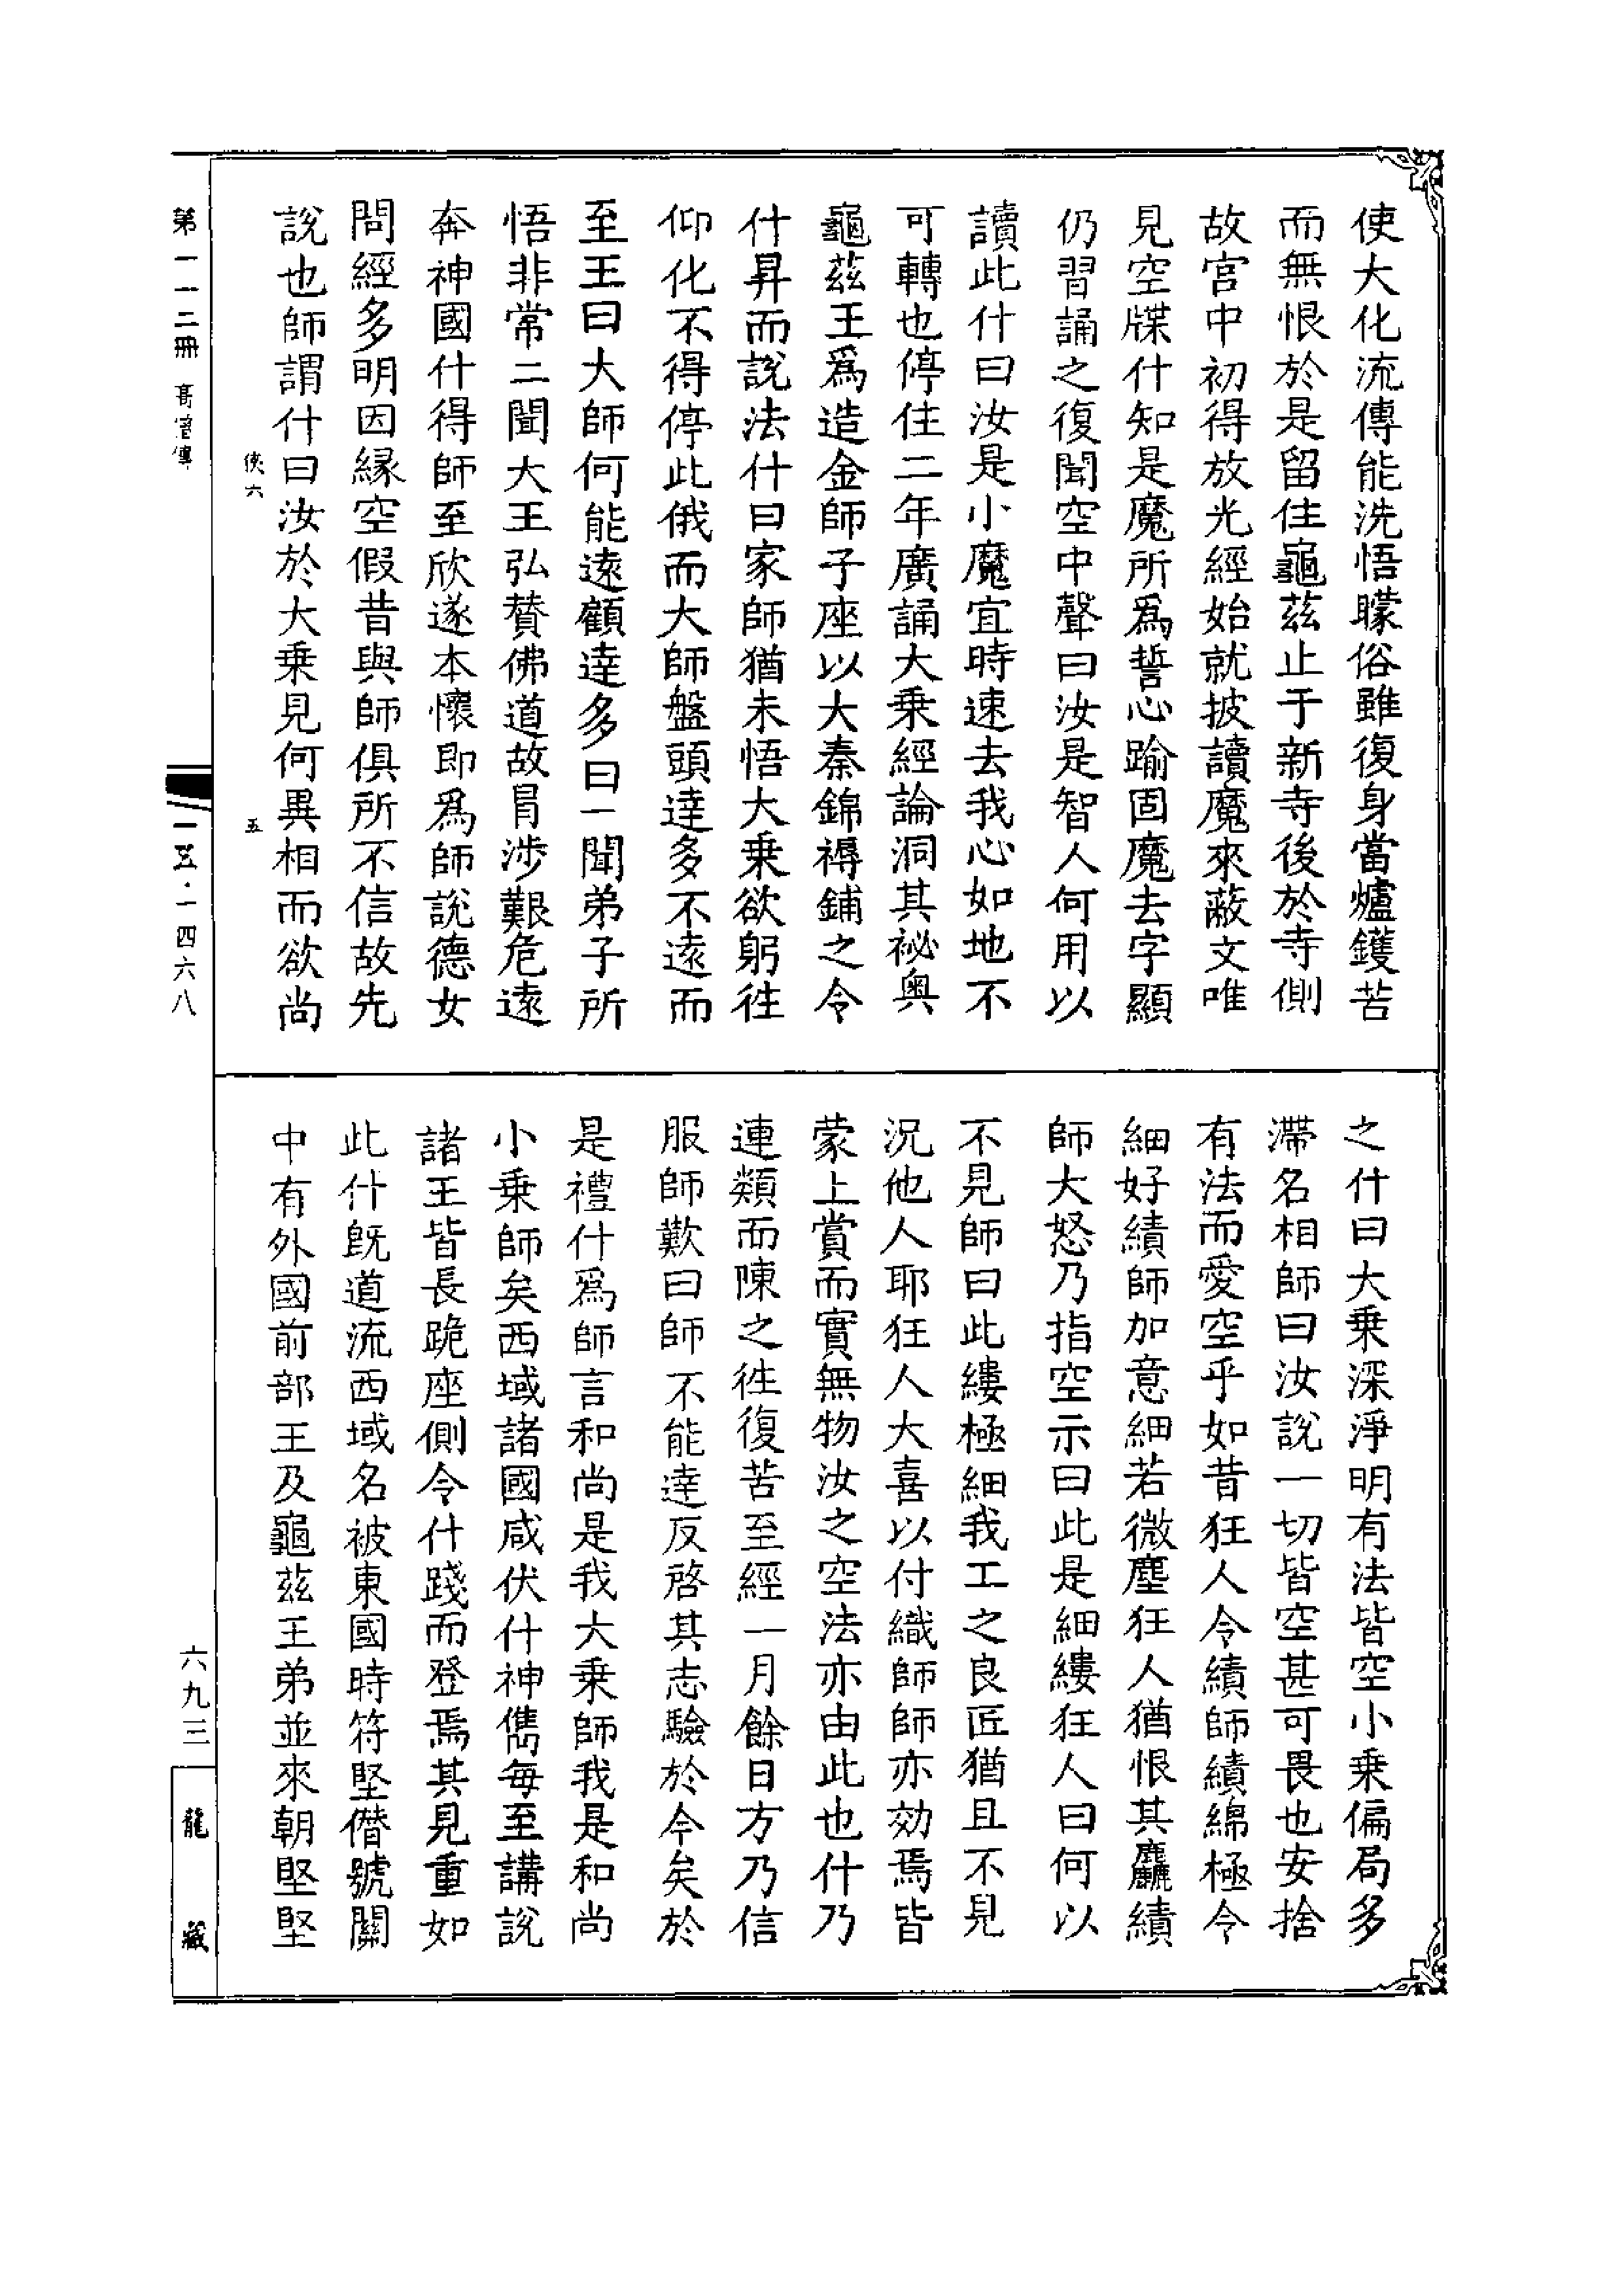 使大化流傳能洗悟矇俗雖復身當爐鑊苦
而無恨於是留住龜茲止于新寺後於寺側
故宮中初得放光經始就披讀魔來蔽文唯
見空牒什知是魔所為誓心踰固魔去字顯
仍習誦之復聞空中聲曰汝是智人何用以
讀此什曰汝是小魔宜時速去我心如地不
可轉也停住二年廣誦大乗經論洞其祕奧
龜茲王爲造金師子座以大秦錦褥鋪之令
什昇而說法什曰家師猶未悟大乗欲躬往
仰化不得停此俄而大師盤頭達多不遠而
至王曰大師何能遠顧達多曰一聞弟子所
悟非常二聞大王弘賛佛道故冐涉艱危遠
奔神國什得師至欣遂本懷即爲師說德女
問經多明因緣空假昔與師俱所不信故先
說也師謂什曰汝於大乗見何異相而欲尚
俠六
五
之什曰大乗深淨明有法皆空小乗偏局多
滯名相師曰汝說一切皆空甚可畏也安捨
有法而愛空乎如昔狂人令績師績綿極令
細好績師加意細若微塵狂人猶恨其麤績
師大怒乃指空示曰此是細縷狂人曰何以
不見師曰此縷極細我工之良匠猶且不見
況他人耶狂人大喜以付織師師亦効焉皆
蒙上賞而實無物汝之空法亦由此也什乃
連類而陳之往復苦至經一月餘日方乃信
服師歎曰師不能達反啓其志驗於今矣於
是禮什爲師言和尚是我大乗師我是和尚
小乗師矣西域諸國咸伏什神儁每至講說
諸王皆長跪座側令什踐而登焉其見重如
此什旣道流西域名被東國時符堅僭號關
中有外國前部王及龜茲王弟並來朝堅堅
第一一二冊 高僧傳
一五·一四六八
六九三
龍藏